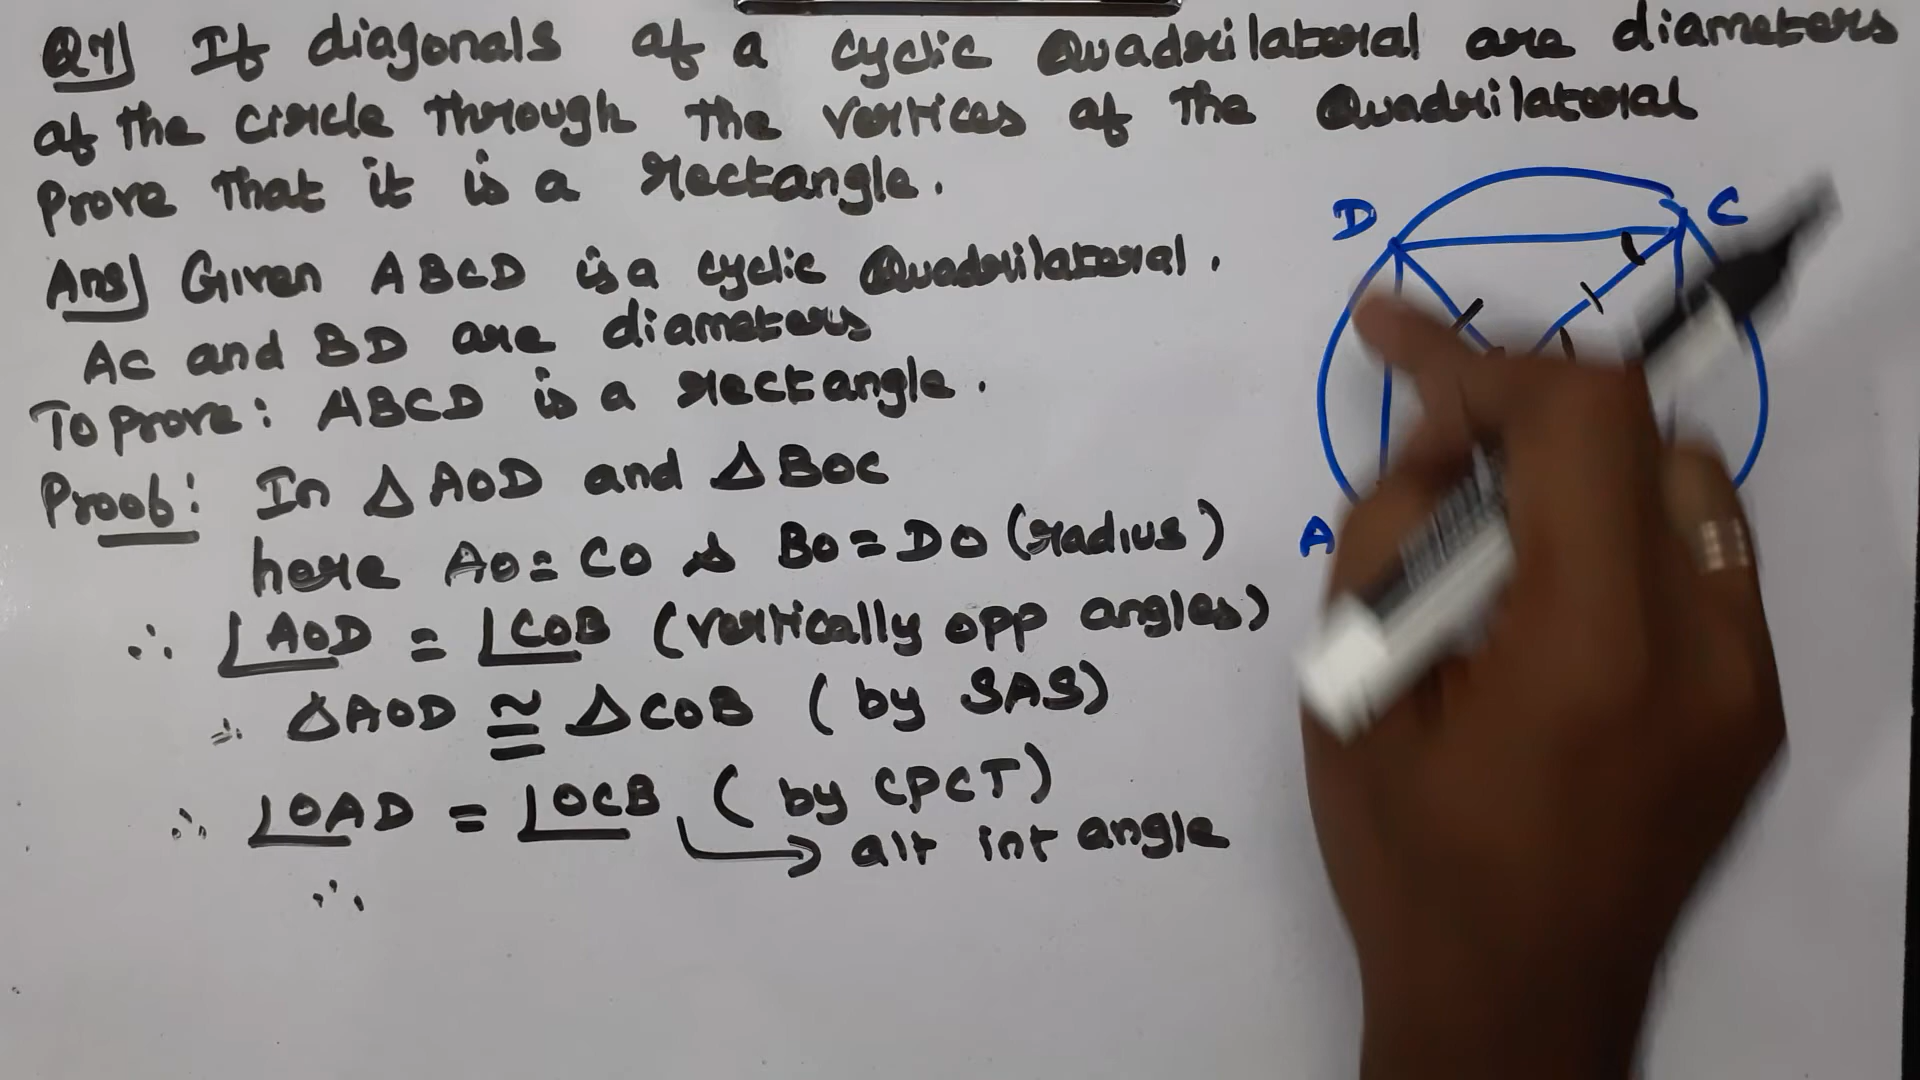 Q7) If diagonals of a cyclic Quadrilateral are diameters
of the circle through the vertices of the Quadrilateral
Prove that it is a rectangle.
Ans) Given ABCD is a cyclic Quadrilateral.
AC and BD are diameters
To prove: ABCD is a rectangle.
Proof: In △AOD and △BOC
here AO = CO & BO = DO (radius)
∴ ∠AOD = ∠COB (vertically opp angles)
∴ △AOD ≅ △COB (by SAS)
∴ ∠OAD = ∠OCB (by CPCT)
→ alt int angle
∴
D C
A